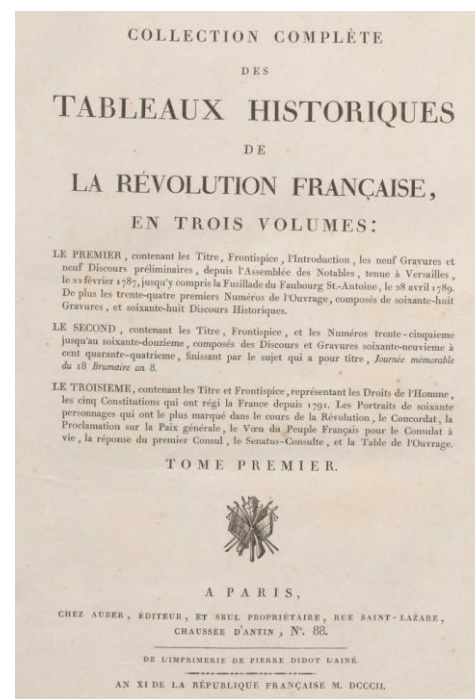 COLLECTION COMPLÈTE
DES
TABLEAUX HISTORIQUES
DE
LA RÉVOLUTION FRANÇAISE,
EN TROIS VOLUMES:
LE PREMIER, contenant les Titre, Frontispice, l'Introduction, les neuf Gravures et
neuf Discours préliminaires, depuis l'Assemblée des Notables, tenue à Versailles,
le 22 février 1787, jusqu'y compris la Fusillade du Faubourg St.-Antoine, le 28 avril 1789.
De plus les trente-quatre premiers Numéros de l'Ouvrage, composés de soixante-huit
Gravures, et soixante-huit Discours Historiques.
LE SECOND, contenant les Titre, Frontispice, et les Numéros trente-cinquieme
jusqu'au soixante-douzieme, composés des Discours et Gravures soixante-neuvieme à
cent quarante-quatrieme, finissant par le sujet qui a pour titre, Journée mémorable
du 18 Brumaire an 8.
LE TROISIEME, contenant les Titre et Frontispice, représentant les Droits de l'Homme,
les cinq Constitutions qui ont régi la France depuis 1791. Les Portraits de soixante
personnages qui ont le plus marqué dans le cours de la Révolution, le Concordat, la
Proclamation sur la Paix générale, le Vœu du Peuple Français pour le Consulat à
vie, la réponse du premier Consul, le Senatus-Consulte, et la Table de l'Ouvrage.
TOME PREMIER.
A PARIS,
CHEZ AUBER, ÉDITEUR, ET SEUL PROPRIÉTAIRE, RUE SAINT-LAZARE,
CHAUSSEE D'ANTIN, N°. 88.
DE L'IMPRIMERIE DE PIERRE DIDOT L'AINÉ.
AN XI DE LA RÉPUBLIQUE FRANÇAISE M. DCCCII.